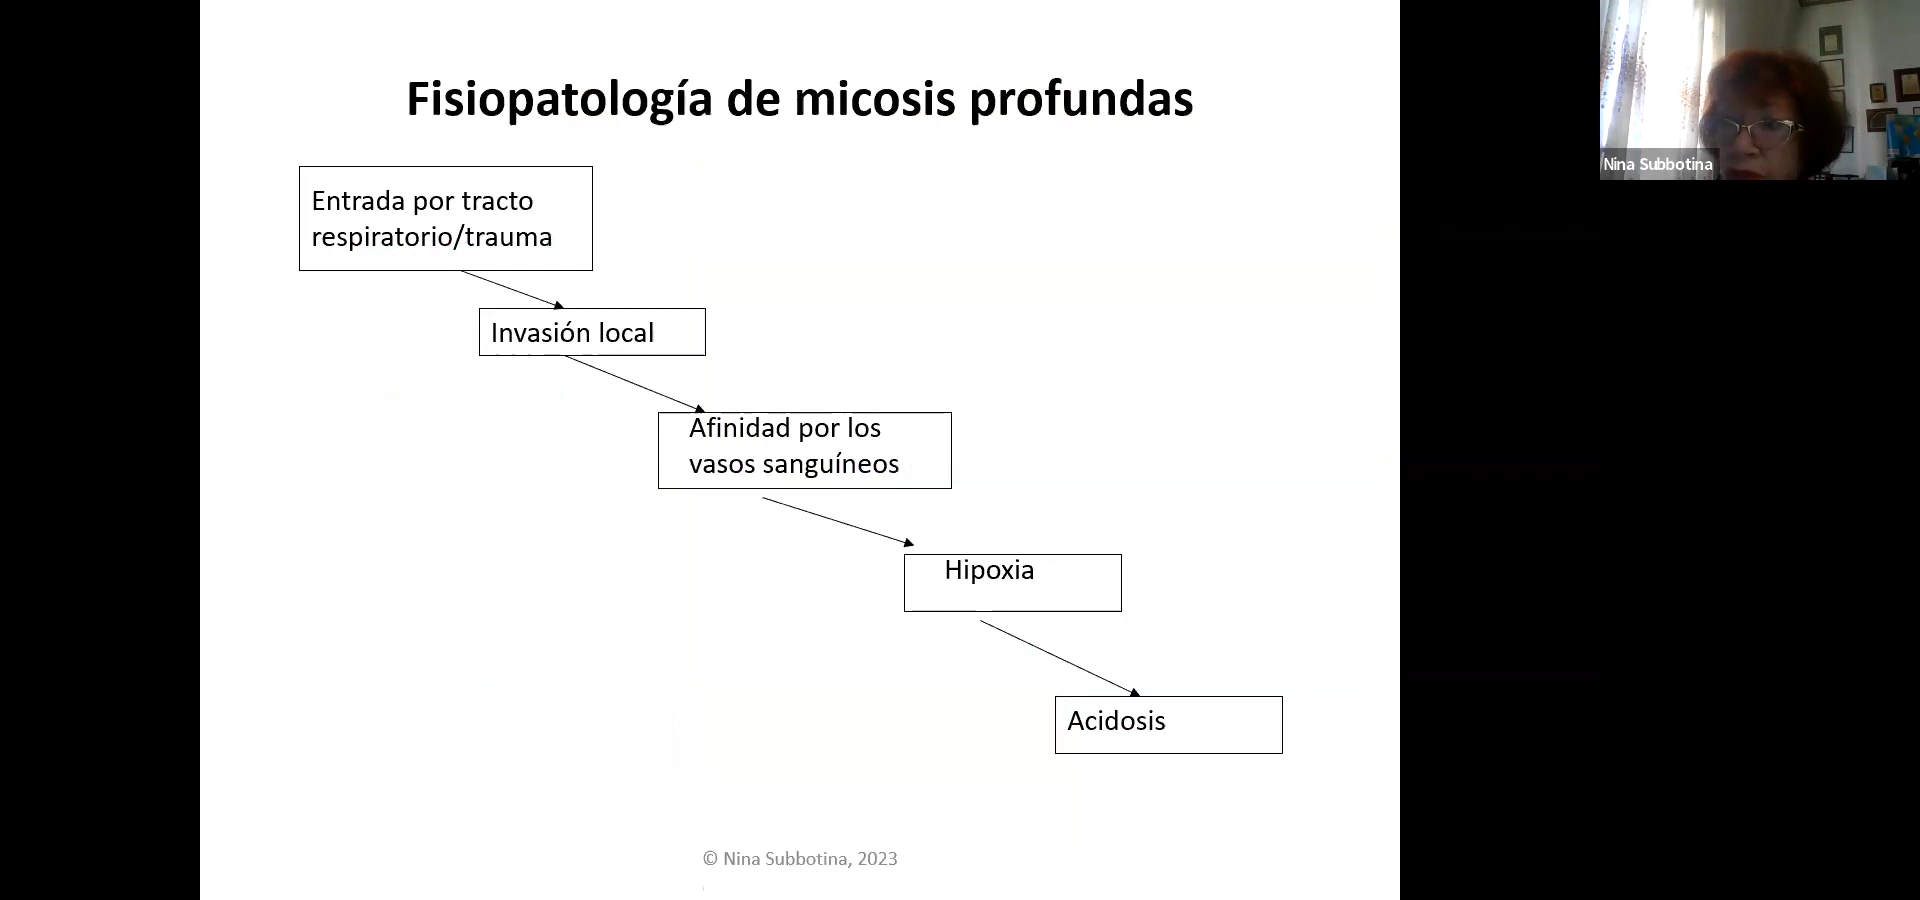 Fisiopatología de micosis profundas
Entrada por tracto
respiratorio/trauma
Invasión local
Afinidad por los
vasos sanguíneos
Hipoxia
Acidosis
© Nina Subbotina, 2023
Nina Subbotina